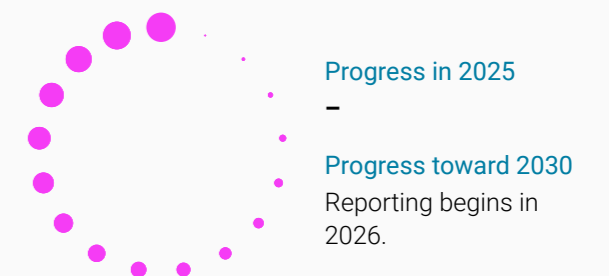 Progress in 2025
–
Progress toward 2030
Reporting begins in
2026.